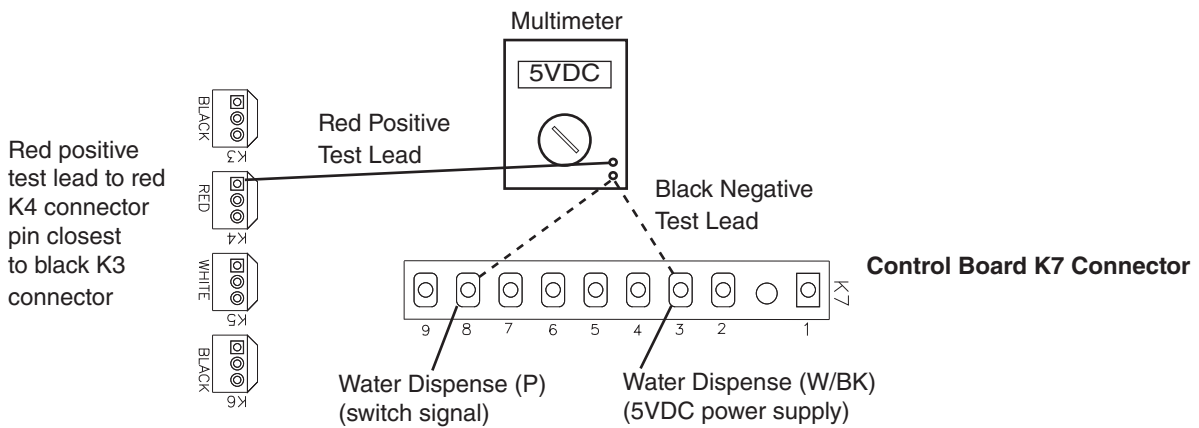 Multimeter
5VDC
Red Positive
Test Lead
Black Negative
Test Lead
Red positive
test lead to red
K4 connector
pin closest
to black K3
connector
BLACK
K3
RED
K4
WHITE
K5
BLACK
K6
Control Board K7 Connector
K7
9 8 7 6 5 4 3 2 1
Water Dispense (P)
(switch signal)
Water Dispense (W/BK)
(5VDC power supply)